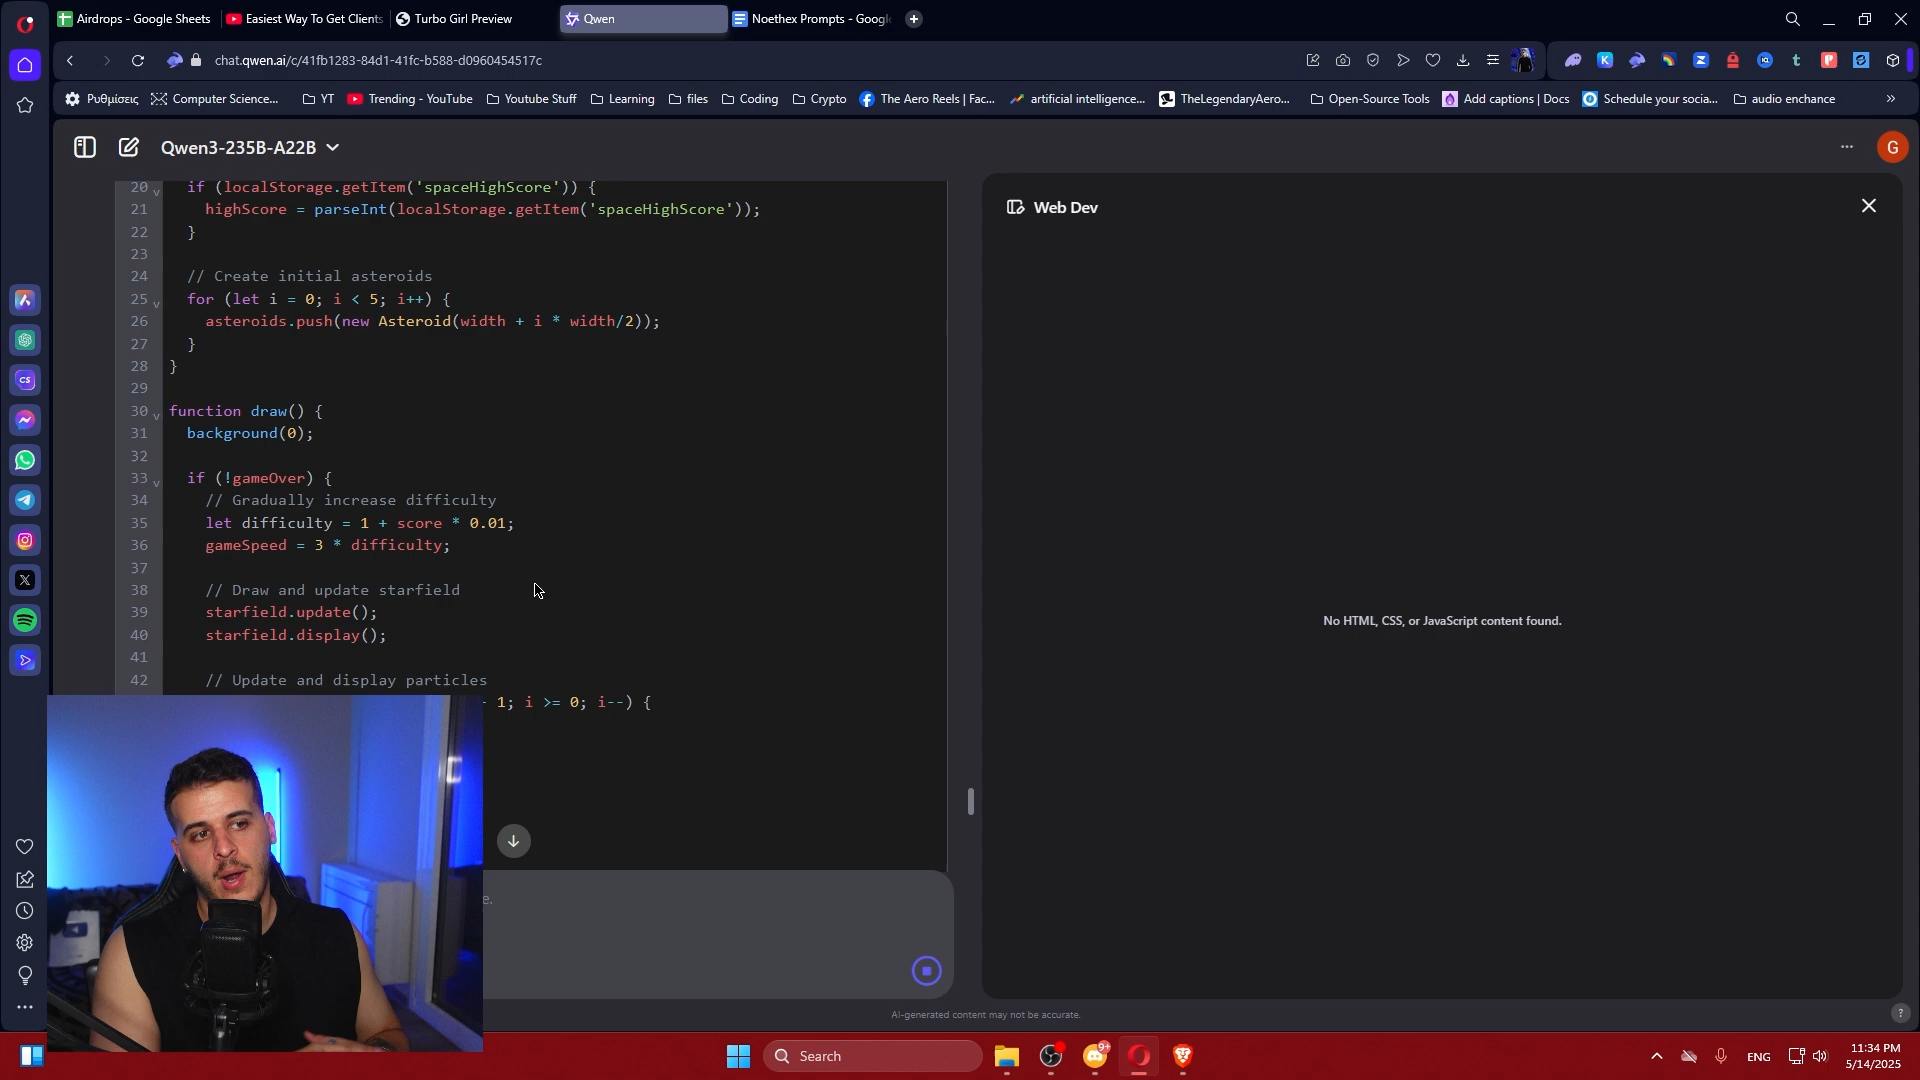 Airdrops - Google Sheets
Easiest Way To Get Clients
Turbo Girl Preview
Qwen
Noethex Prompts - Googl
chat.qwen.ai/c/41fb1283-84d1-41fc-b588-d0960454517c
Ρυθμίσεις
Computer Science...
YT
Trending - YouTube
Youtube Stuff
Learning
files
Coding
Crypto
The Aero Reels | Fac...
artificial intelligence...
TheLegendaryAero...
Open-Source Tools
Add captions | Docs
Schedule your socia...
audio enchance
»
Qwen3-235B-A22B
G
20 if (localStorage.getItem('spaceHighScore')) {
21 highScore = parseInt(localStorage.getItem('spaceHighScore'));
22 }
23
24 // Create initial asteroids
25 for (let i = 0; i < 5; i++) {
26 asteroids.push(new Asteroid(width + i * width/2));
27 }
28 }
29
30 function draw() {
31 background(0);
32
33 if (!gameOver) {
34 // Gradually increase difficulty
35 let difficulty = 1 + score * 0.01;
36 gameSpeed = 3 * difficulty;
37
38 // Draw and update starfield
39 starfield.update();
40 starfield.display();
41
42 // Update and display particles
- 1; i >= 0; i--) {
e.
Web Dev
No HTML, CSS, or JavaScript content found.
AI-generated content may not be accurate.
?
CS
Search
9+
ENG
11:34 PM
5/14/2025